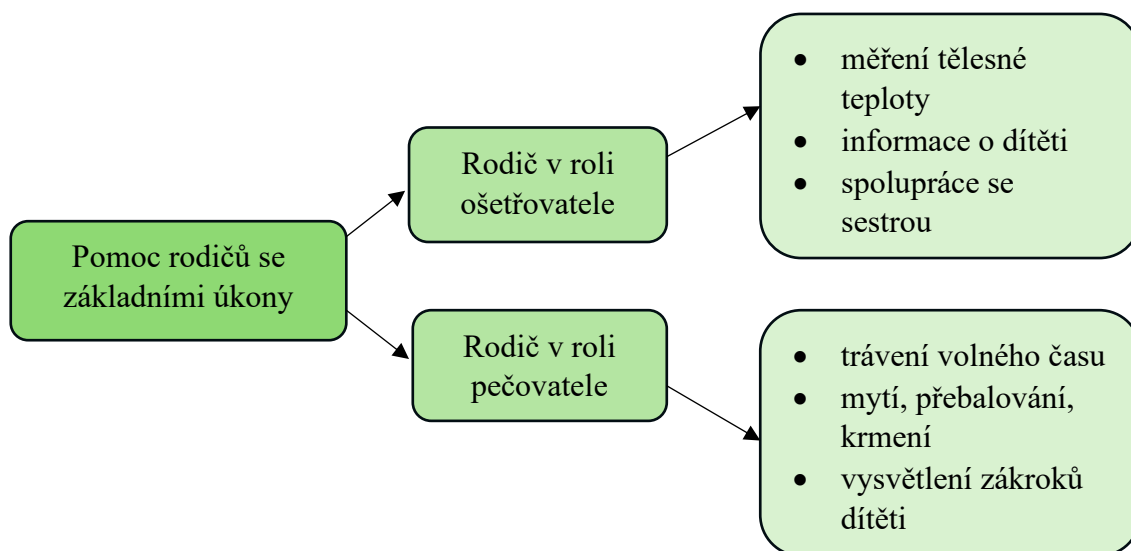 Pomoc rodičů se
základními úkony
Rodič v roli
ošetřovatele
• měření tělesné
teploty
• informace o dítěti
• spolupráce se
sestrou
Rodič v roli
pečovatele
• trávení volného času
• mytí, přebalování,
krmení
• vysvětlení zákroků
dítěti